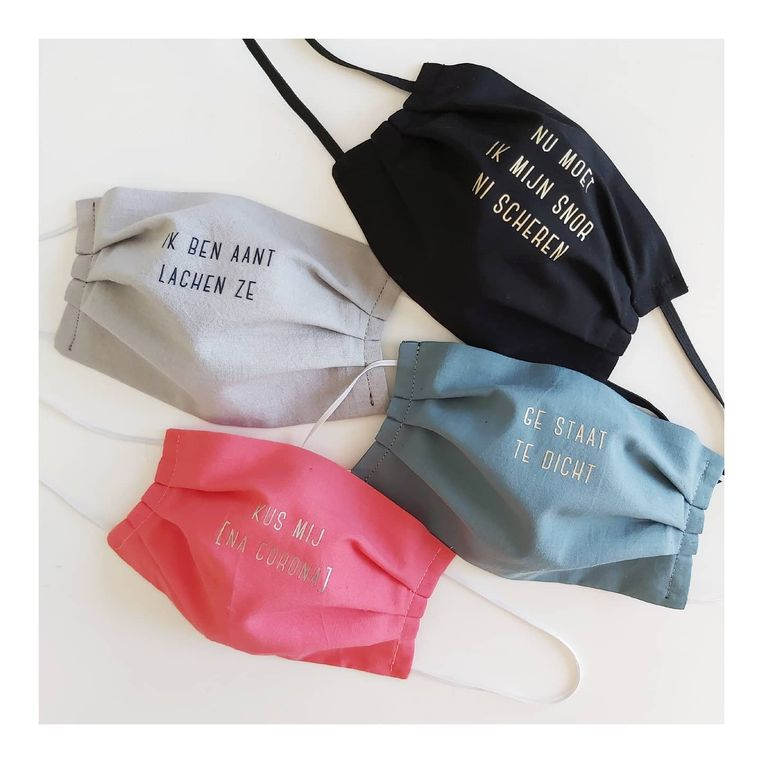 NU MOET
IK MIJN SNOR
NI SCHEREN
IK BEN AANT
LACHEN ZE
GE STAAT
TE DICHT
KUS MIJ
[NA CORONA]